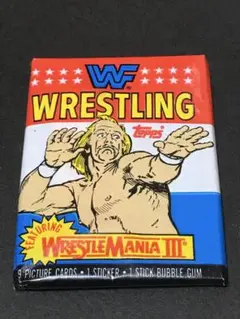 WF
WRESTLING
topps
FEATURING
WRESTLEMANIA III
9 PICTURE CARDS • 1 STICKER • 1 STICK BUBBLE GUM